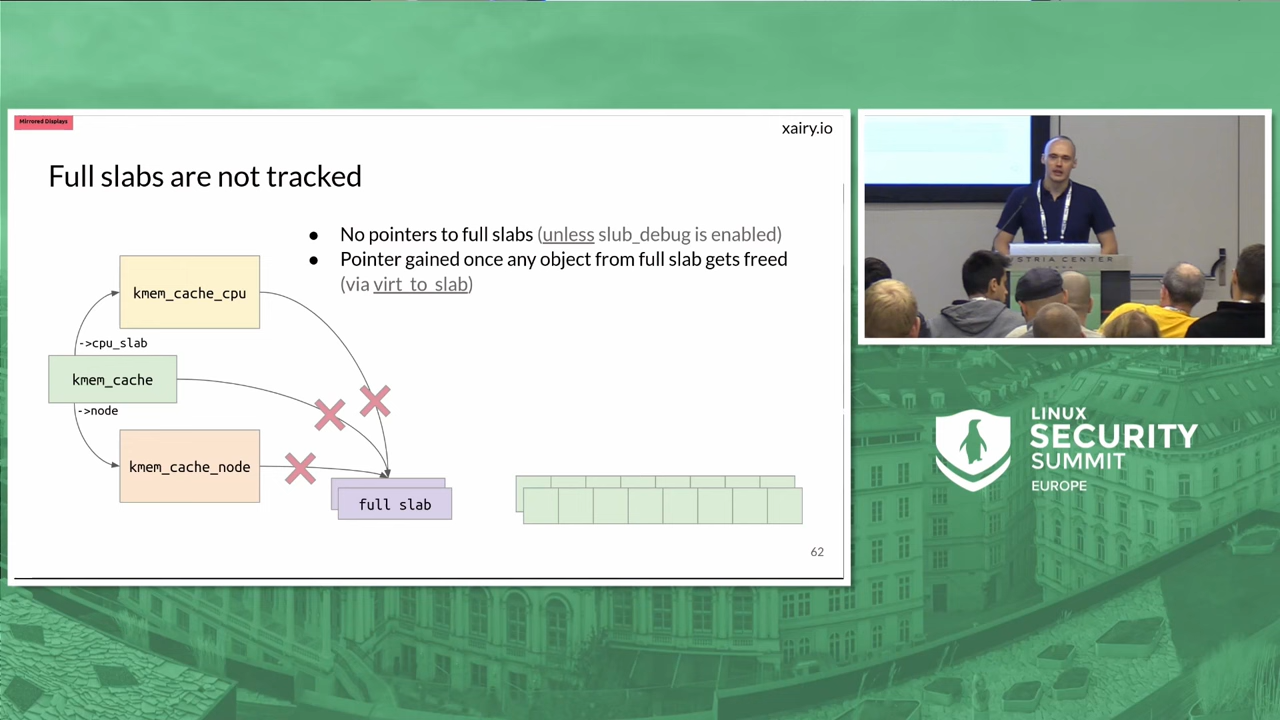 Mirrored Displays
xairy.io
Full slabs are not tracked
● No pointers to full slabs (unless slub_debug is enabled)
● Pointer gained once any object from full slab gets freed
(via virt_to_slab)
kmem_cache_cpu
->cpu_slab
kmem_cache
->node
kmem_cache_node
full slab
62
STRIA CENTER
LINUX
SECURITY
SUMMIT
EUROPE